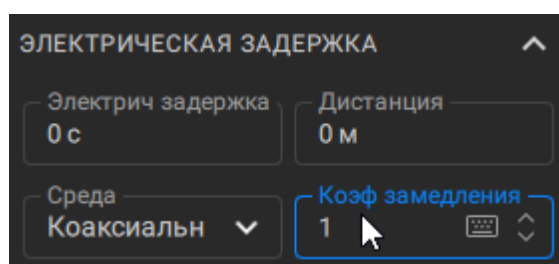 ЭЛЕКТРИЧЕСКАЯ ЗАДЕРЖКА
Электрич задержка Дистанция
0 с 0 м
Среда Коэф замедления
Коаксиальн 1